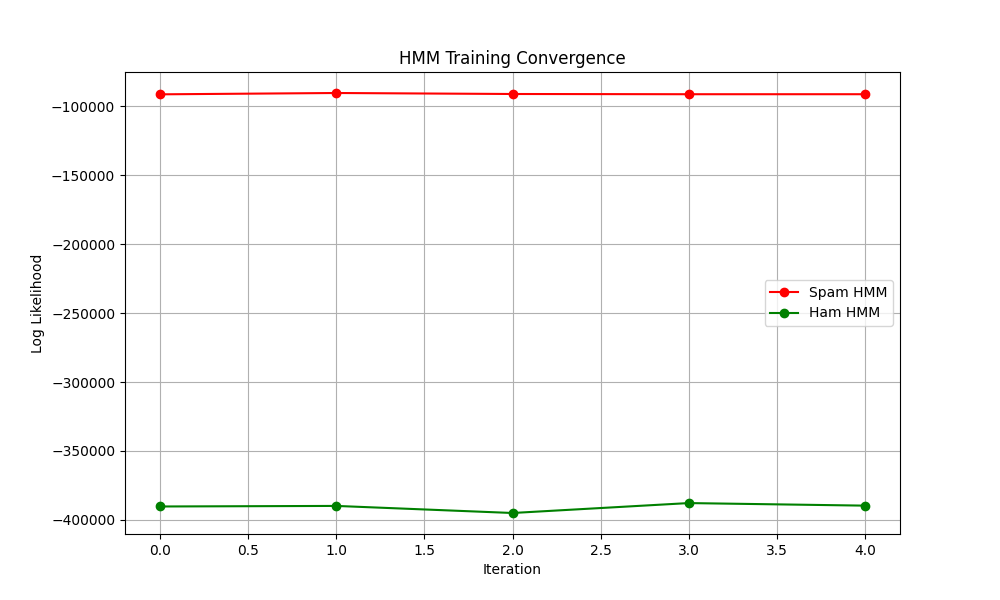 HMM Training Convergence
Log Likelihood
−100000
−150000
−200000
−250000
−300000
−350000
−400000
Spam HMM
Ham HMM
0.0 0.5 1.0 1.5 2.0 2.5 3.0 3.5 4.0
Iteration